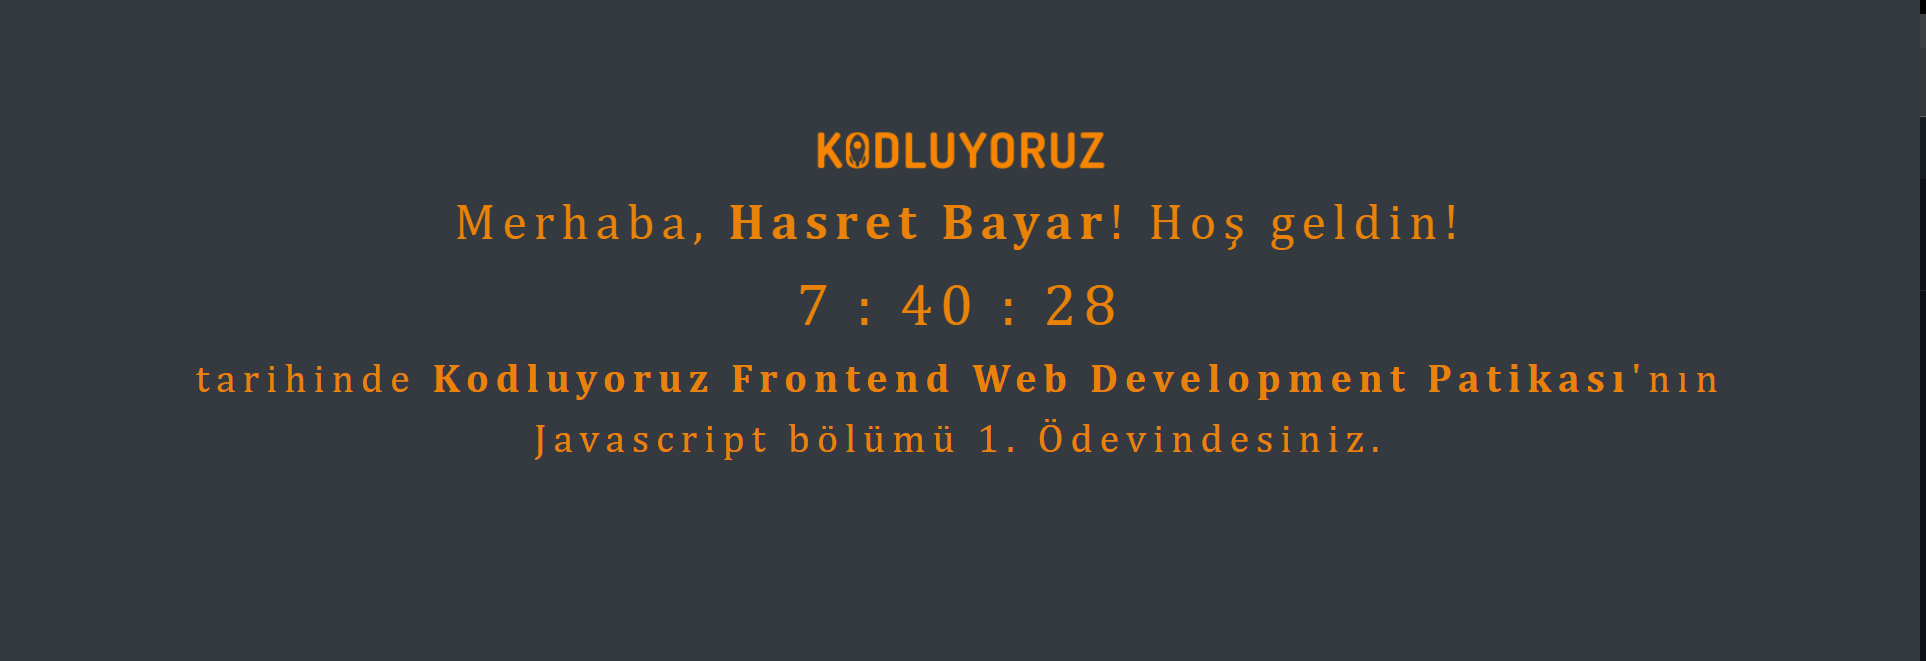 KODLUYORUZ
Merhaba, Hasret Bayar! Hoş geldin!
7 : 40 : 28
tarihinde Kodluyoruz Frontend Web Development Patikası'nın
Javascript bölümü 1. Ödevindesiniz.